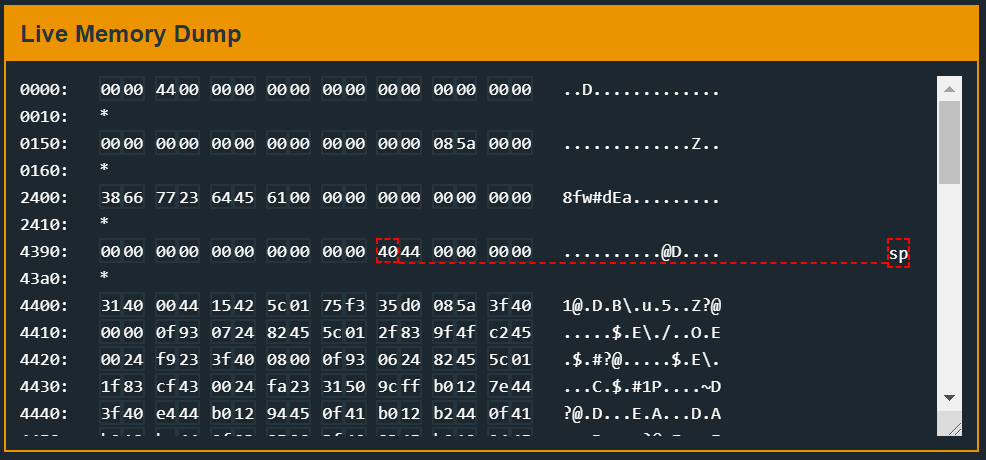 Live Memory Dump
0000: 0000 4400 0000 0000 0000 0000 0000 0000 ..D.............
0010: *
0150: 0000 0000 0000 0000 0000 0000 085a 0000 .............Z..
0160: *
2400: 3866 7723 6445 6100 0000 0000 0000 0000 8fw#dEa.........
2410: *
4390: 0000 0000 0000 0000 0000 4044 0000 0000 ..........@D.... sp
43a0: *
4400: 3140 0044 1542 5c01 75f3 35d0 085a 3f40 1@.D.B\.u.5..Z?@
4410: 0000 0f93 0724 8245 5c01 2f83 9f4f c245 .....$.E\./..O.E
4420: 0024 f923 3f40 0800 0f93 0624 8245 5c01 .$.#?@.....$.E\.
4430: 1f83 cf43 0024 fa23 3150 9cff b012 7e44 ...C.$.#1P....~D
4440: 3f40 e444 b012 9445 0f41 b012 b244 0f41 ?@.D...E.A...D.A